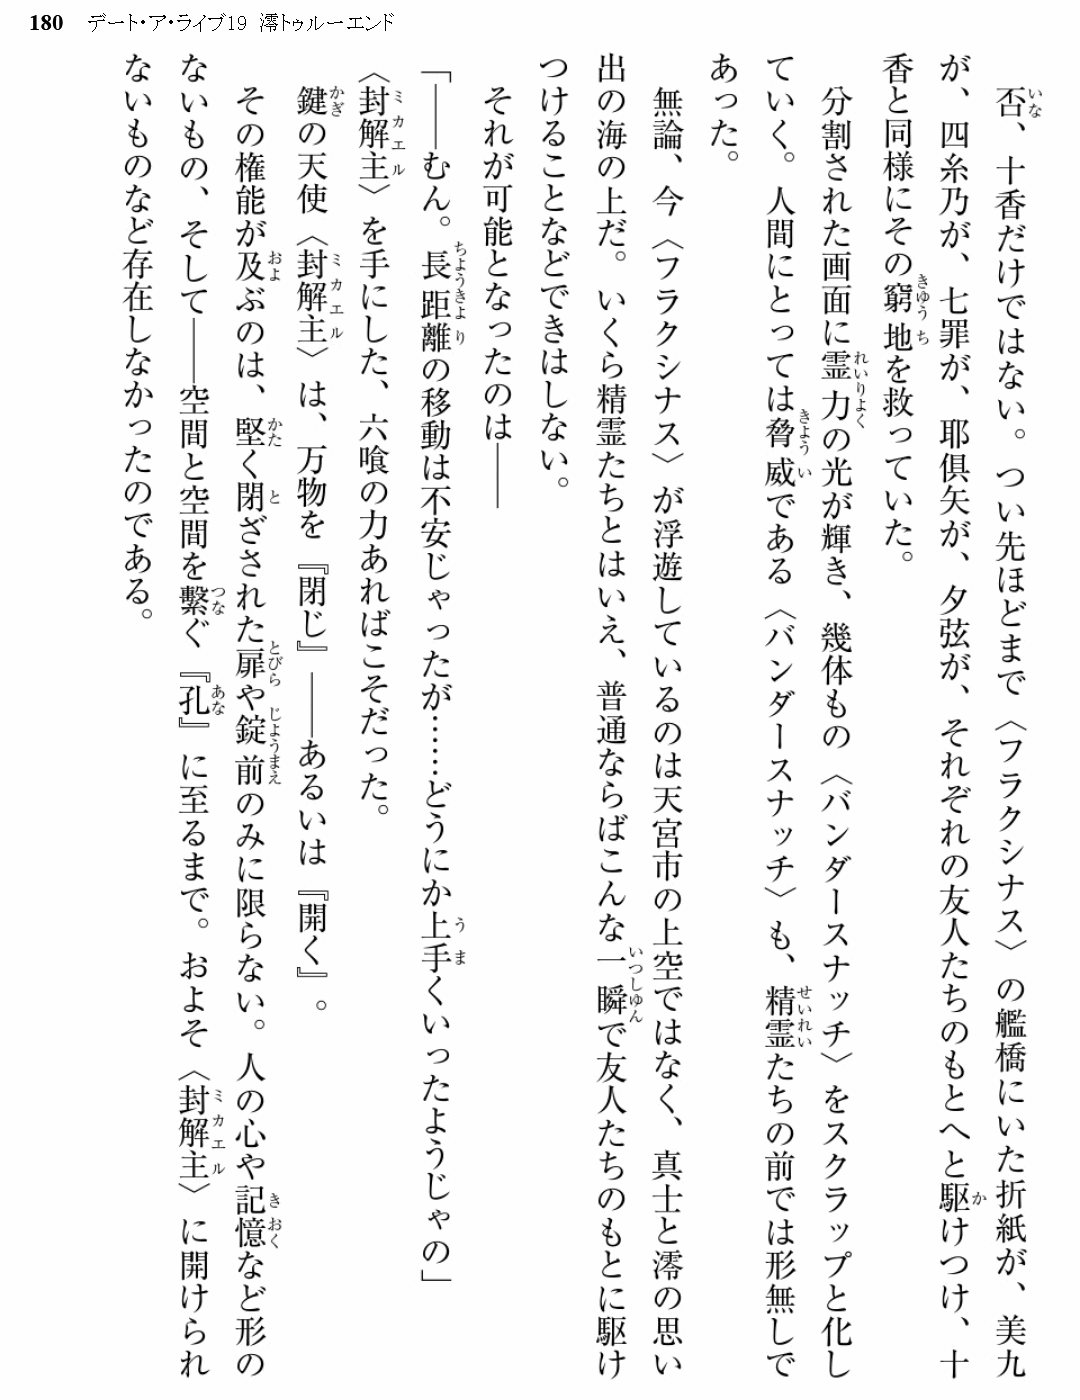 180 デート・ア・ライブ19 澪トゥルーエンド
否、十香だけではない。つい先ほどまで〈フラクシナス〉の艦橋にいた折紙が、美九
が、四糸乃が、七罪が、耶倶矢が、夕弦が、それぞれの友人たちのもとへと駆けつけ、十
香と同様にその窮地を救っていた。
分割された画面に霊力の光が輝き、幾体もの〈バンダースナッチ〉をスクラップと化し
ていく。人間にとっては脅威である〈バンダースナッチ〉も、精霊たちの前では形無しで
あった。
無論、今〈フラクシナス〉が浮遊しているのは天宮市の上空ではなく、真士と澪の思い
出の海の上だ。いくら精霊たちとはいえ、普通ならばこんな一瞬で友人たちのもとに駆け
つけることなどできはしない。
それが可能となったのは――
「――むん。長距離の移動は不安じゃったが……どうにか上手くいったようじゃの」
〈封解主〉を手にした、六喰の力あればこそだった。
鍵の天使〈封解主〉は、万物を『閉じ』――あるいは『開く』。
その権能が及ぶのは、堅く閉ざされた扉や錠前のみに限らない。人の心や記憶など形の
ないもの、そして――空間と空間を繫ぐ『孔』に至るまで。およそ〈封解主〉に開けられ
ないものなど存在しなかったのである。